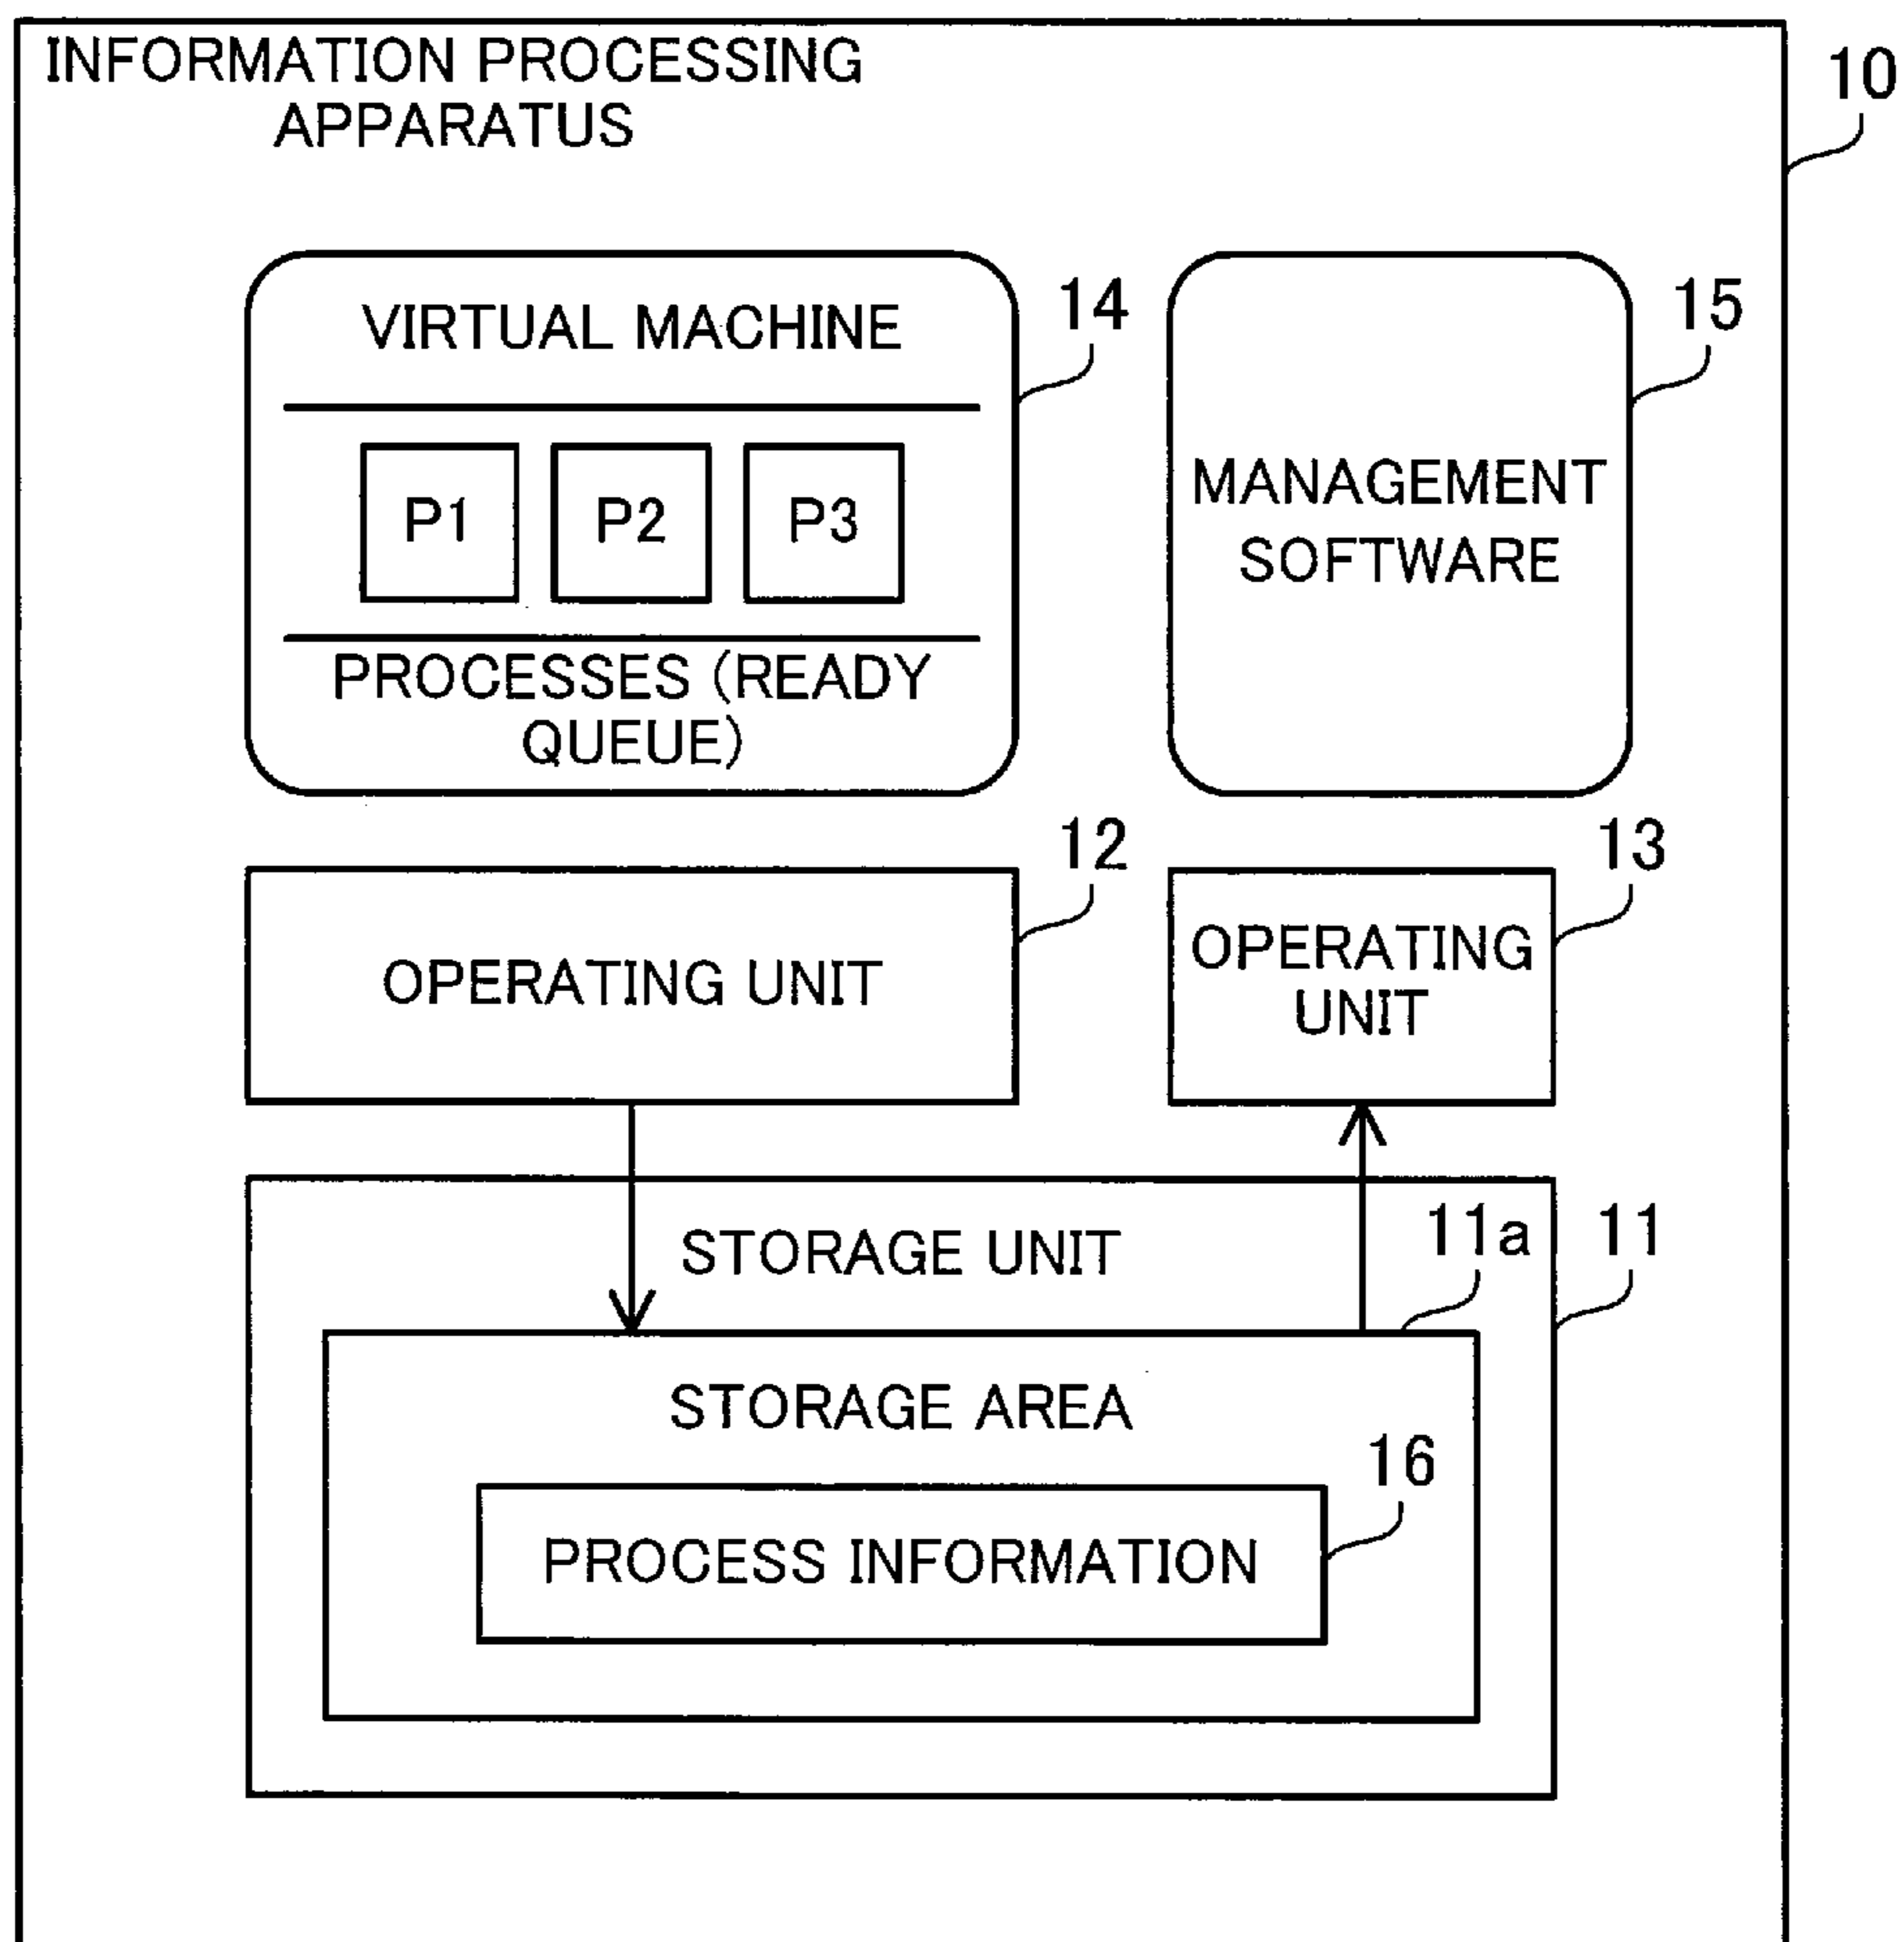 INFORMATION PROCESSING
APPARATUS
10
VIRTUAL MACHINE
14
P1 P2 P3
PROCESSES (READY
QUEUE)
15
MANAGEMENT
SOFTWARE
12
OPERATING UNIT
13
OPERATING
UNIT
STORAGE UNIT
11a
11
STORAGE AREA
16
PROCESS INFORMATION